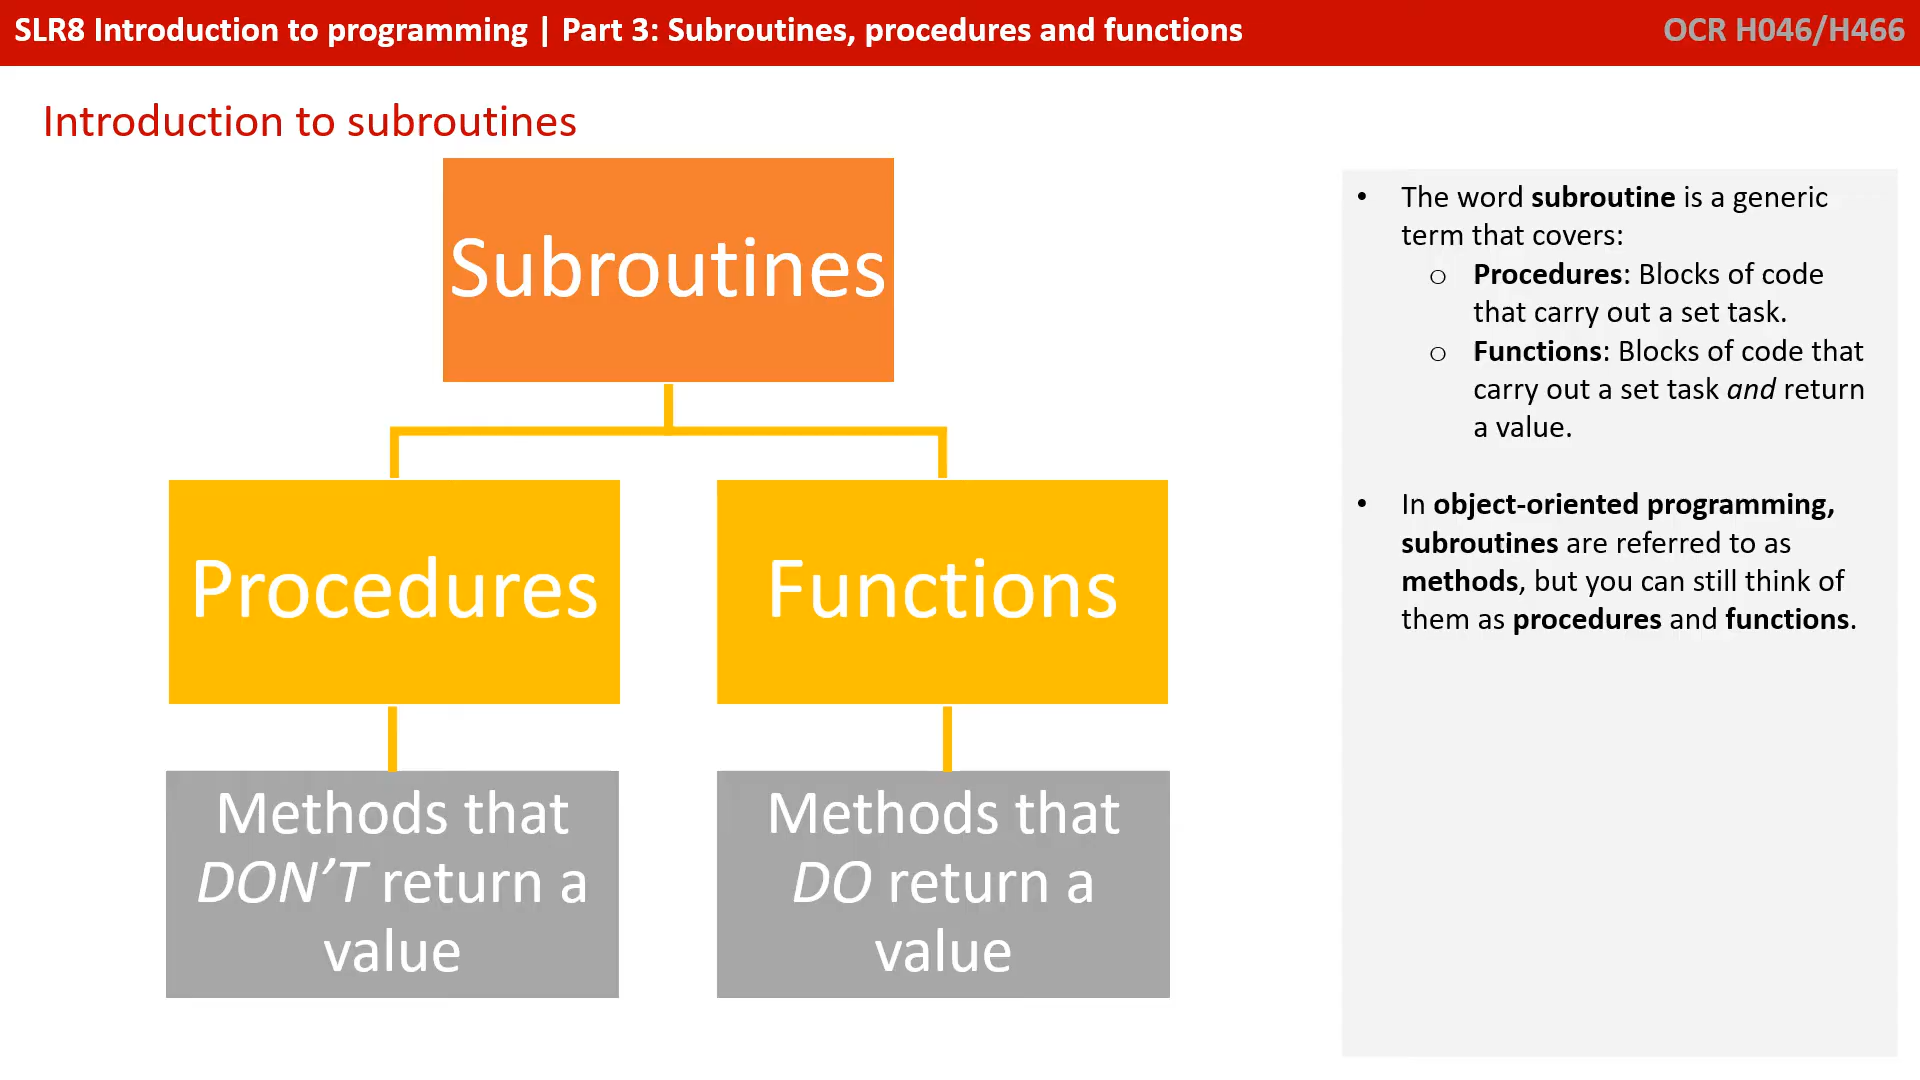 SLR8 Introduction to programming | Part 3: Subroutines, procedures and functions
OCR H046/H466
Introduction to subroutines
Subroutines
Procedures
Functions
Methods that
DON’T return a
value
Methods that
DO return a
value
• The word subroutine is a generic
term that covers:
o Procedures: Blocks of code
that carry out a set task.
o Functions: Blocks of code that
carry out a set task and return
a value.
• In object-oriented programming,
subroutines are referred to as
methods, but you can still think of
them as procedures and functions.